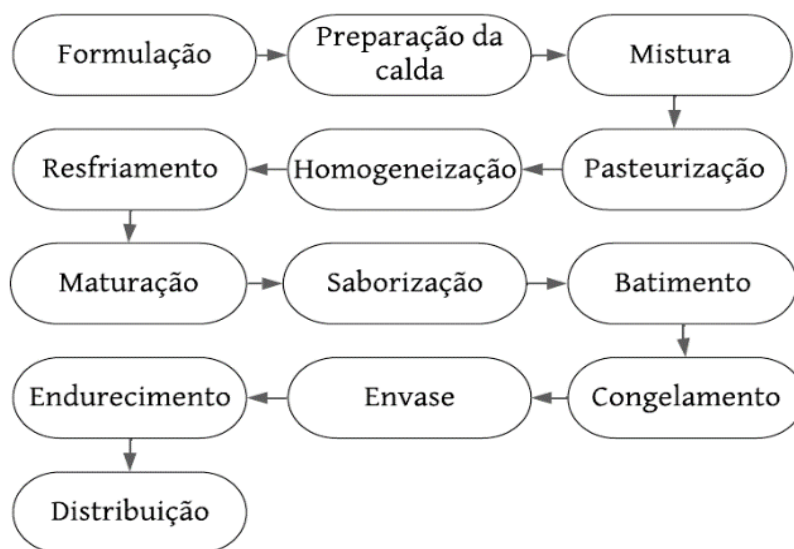 Formulação
Preparação da
calda
Mistura
Pasteurização
Homogeneização
Resfriamento
Maturação
Saborização
Batimento
Congelamento
Envase
Endurecimento
Distribuição